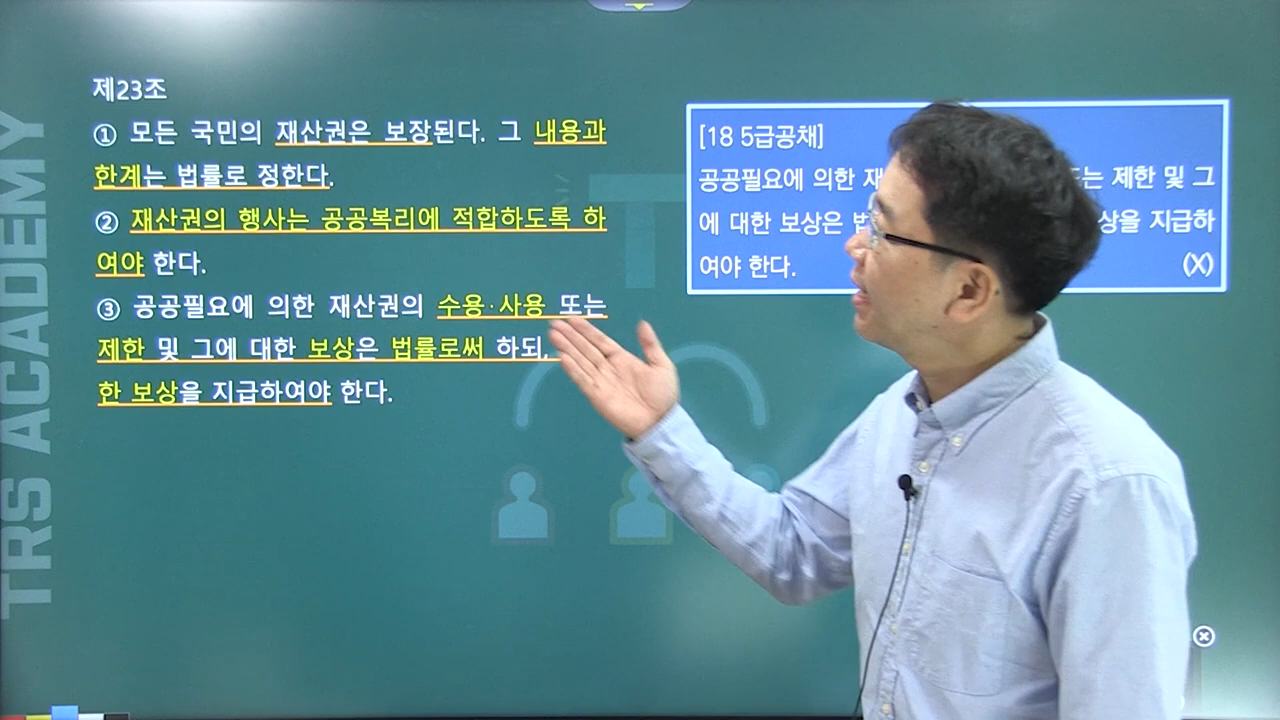 TRS ACADEMY
제23조
① 모든 국민의 재산권은 보장된다. 그 내용과
한계는 법률로 정한다.
② 재산권의 행사는 공공복리에 적합하도록 하
여야 한다.
③ 공공필요에 의한 재산권의 수용·사용 또는
제한 및 그에 대한 보상은 법률로써 하되,
한 보상을 지급하여야 한다.
[18 5급공채]
공공필요에 의한 제한 및 그
에 대한 보상은 지급하
여야 한다. (X)